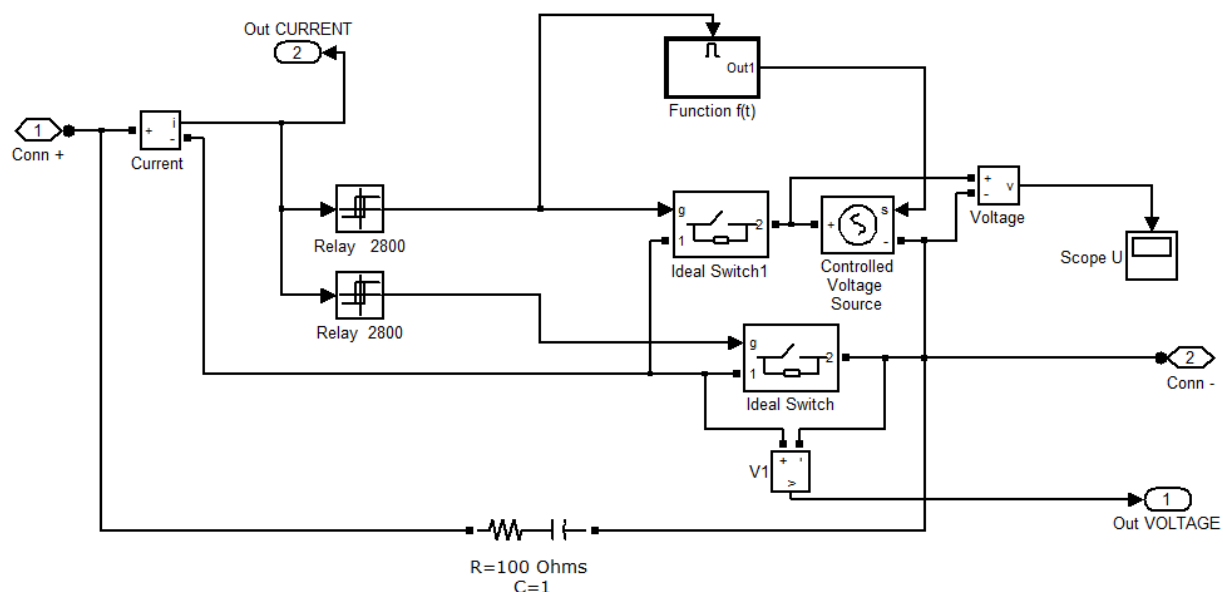 Out CURRENT
2
Out1
Function f(t)
1
Conn +
+
i
-
Current
Relay 2800
g
1
2
Ideal Switch1
+
s
-
Controlled
Voltage
Source
+
-
v
Voltage
Scope U
Relay 2800
g
1
2
Ideal Switch
2
Conn -
V1
+
-
v
1
Out VOLTAGE
R=100 Ohms
C=1